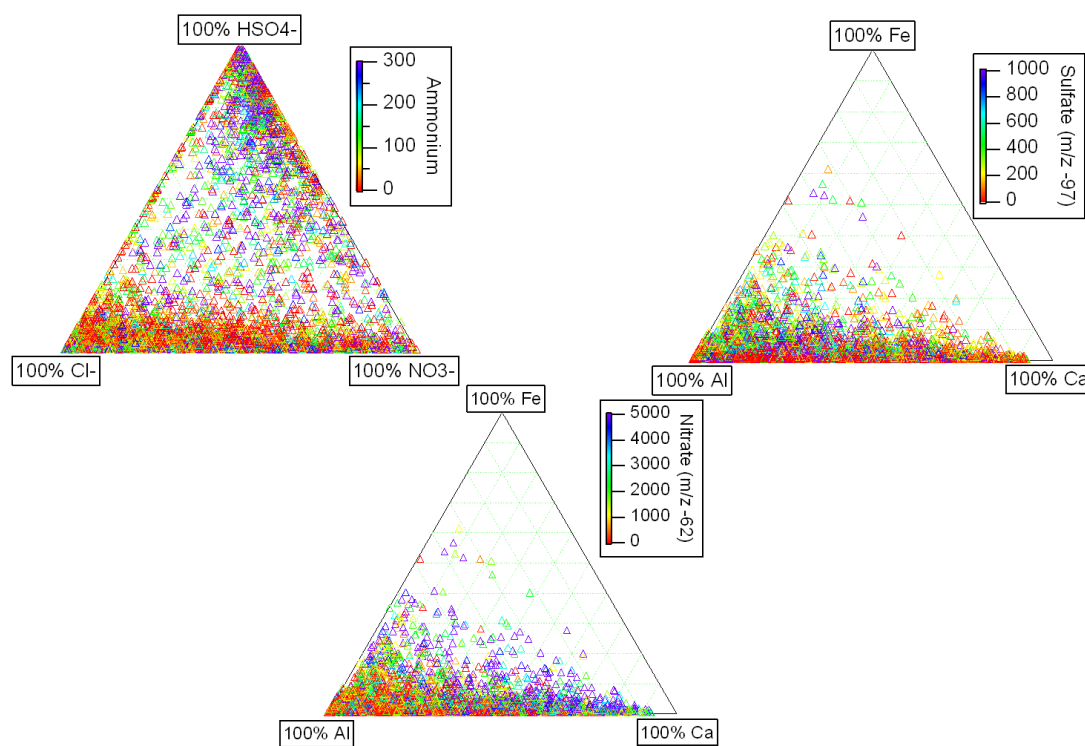 100% HSO4-
300
200
100
0
Ammonium
100% Cl-
100% NO3-
100% Fe
1000
800
600
400
200
0
Sulfate (m/z -97)
100% Al
100% Ca
100% Fe
5000
4000
3000
2000
1000
0
Nitrate (m/z -62)
100% Al
100% Ca